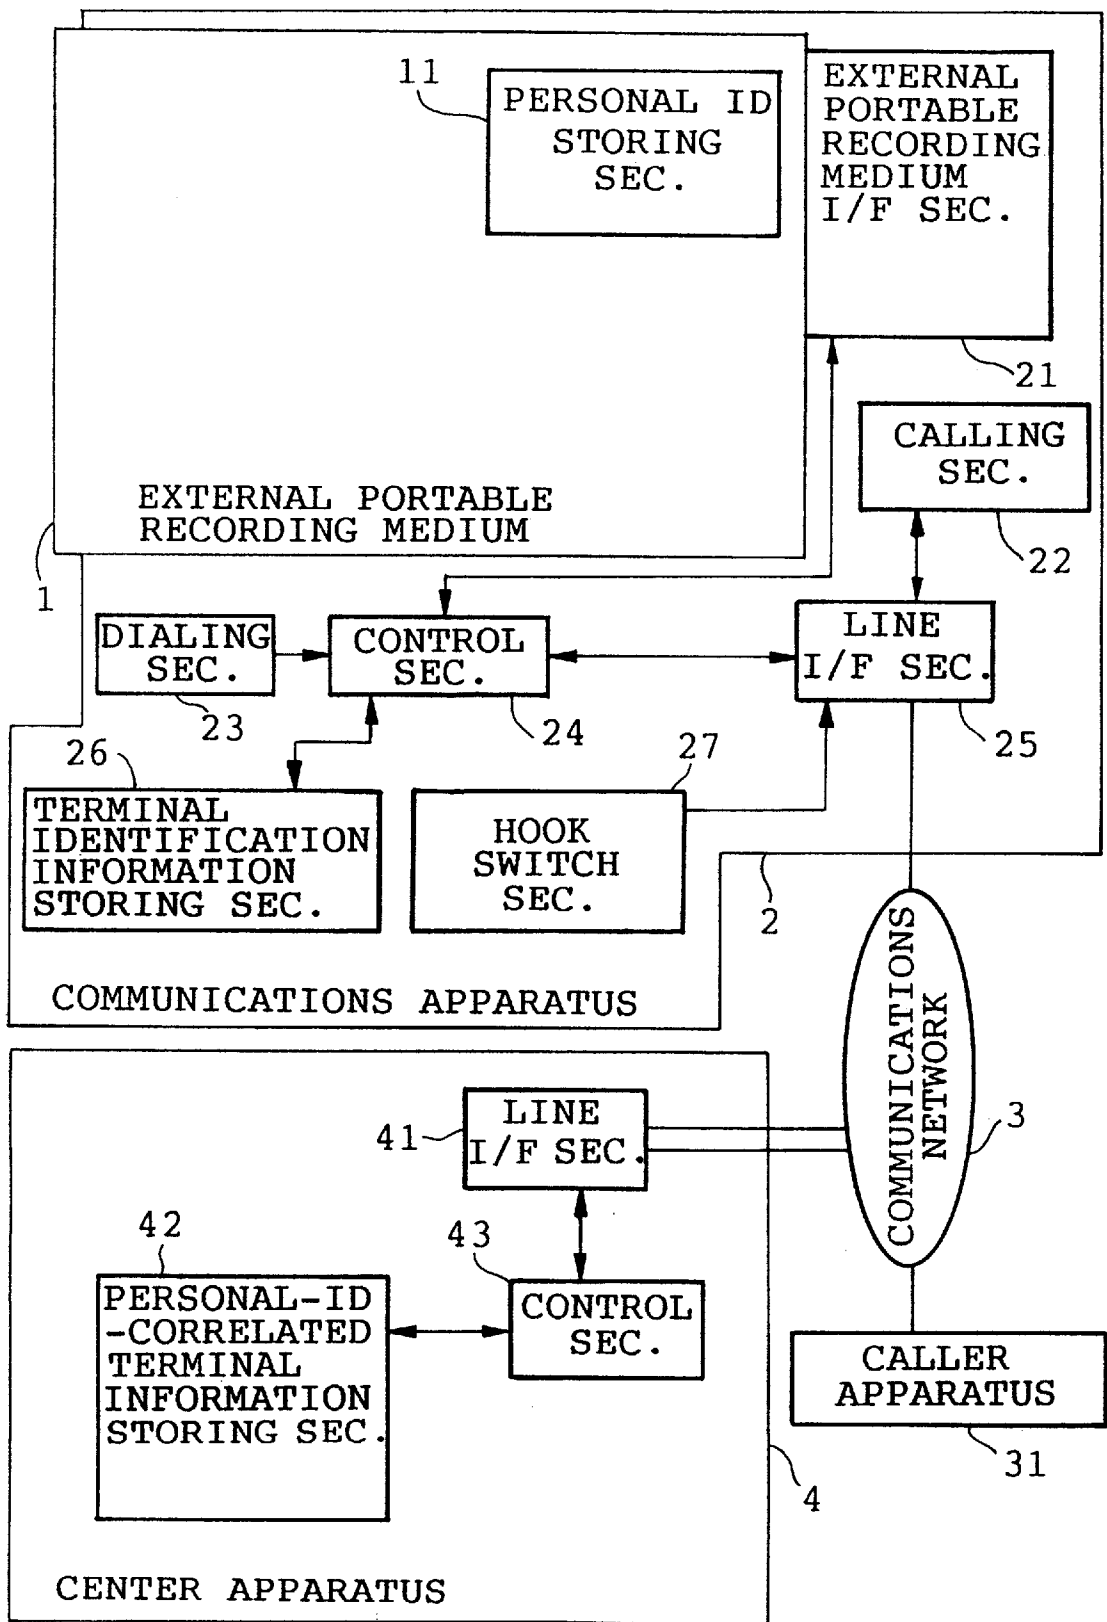 11
PERSONAL ID
STORING
SEC.
EXTERNAL
PORTABLE
RECORDING
MEDIUM
I/F SEC.
21
CALLING
SEC.
22
EXTERNAL PORTABLE
RECORDING MEDIUM
1
DIALING
SEC.
23
CONTROL
SEC.
24
LINE
I/F SEC.
25
26
TERMINAL
IDENTIFICATION
INFORMATION
STORING SEC.
27
HOOK
SWITCH
SEC.
2
COMMUNICATIONS APPARATUS
COMMUNICATIONS
NETWORK
3
41
LINE
I/F SEC.
42
PERSONAL-ID
-CORRELATED
TERMINAL
INFORMATION
STORING SEC.
43
CONTROL
SEC.
CALLER
APPARATUS
31
4
CENTER APPARATUS